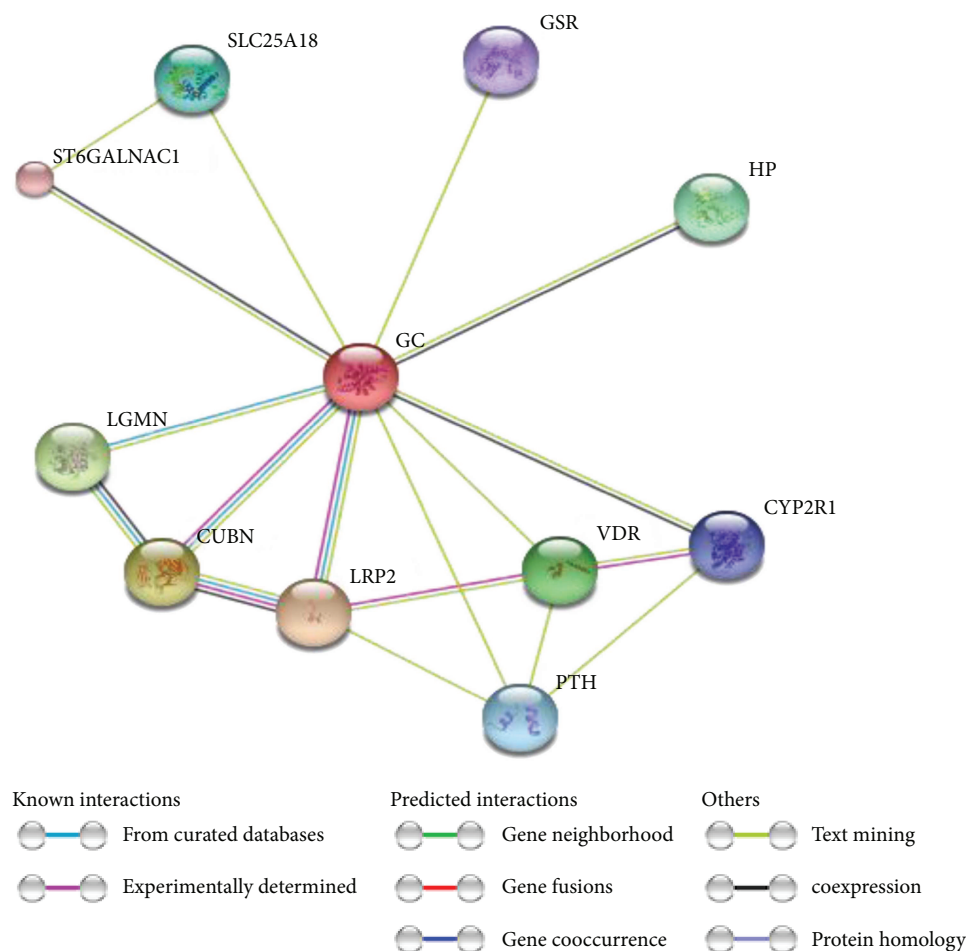 GSR
SLC25A18
ST6GALNAC1
HP
GC
LGMN
CYP2R1
VDR
CUBN
LRP2
PTH
Known interactions
From curated databases
Experimentally determined
Predicted interactions
Gene neighborhood
Gene fusions
Gene cooccurrence
Others
Text mining
coexpression
Protein homology